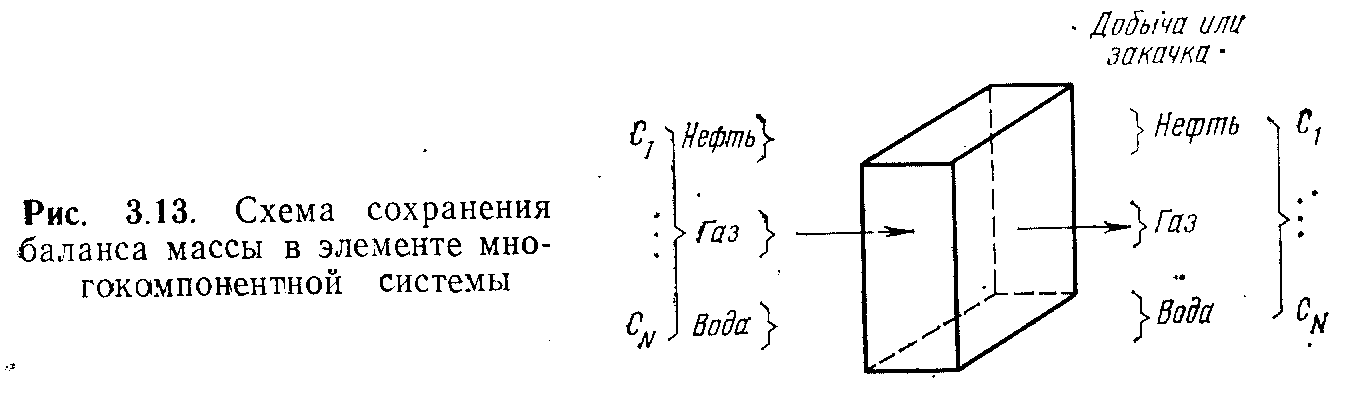 Добыча или
закачка
C1 Нефть Нефть C1
Рис. 3.13. Схема сохранения
баланса массы в элементе мно-
гокомпонентной системы
Газ Газ
CN Вода Вода CN